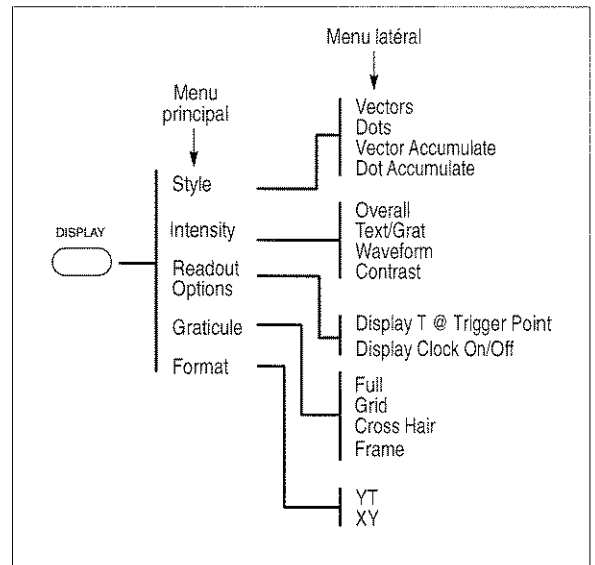 Menu latéral
Menu
principal
Vectors
Dots
Vector Accumulate
Dot Accumulate
Style
Overall
Text/Grat
Waveform
Contrast
Intensity
DISPLAY
Readout
Options
Display T @ Trigger Point
Display Clock On/Off
Graticule
Full
Grid
Cross Hair
Frame
Format
YT
XY